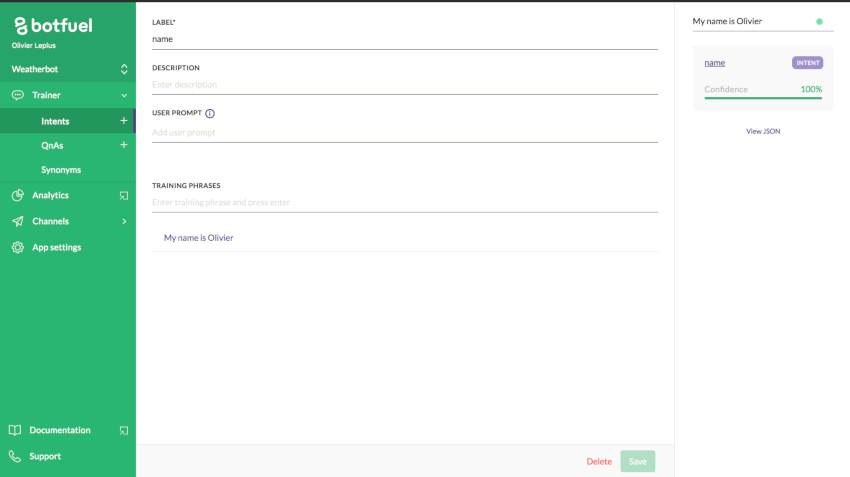 botfuel
Olivier Leplus
Weatherbot
Trainer
Intents
QnAs
Synonyms
Analytics
Channels
App settings
Documentation
Support
LABEL*
name
DESCRIPTION
Enter description
USER PROMPT
Add user prompt
TRAINING PHRASES
Enter training phrase and press enter
My name is Olivier
Delete Save
My name is Olivier
name INTENT
Confidence 100%
View JSON